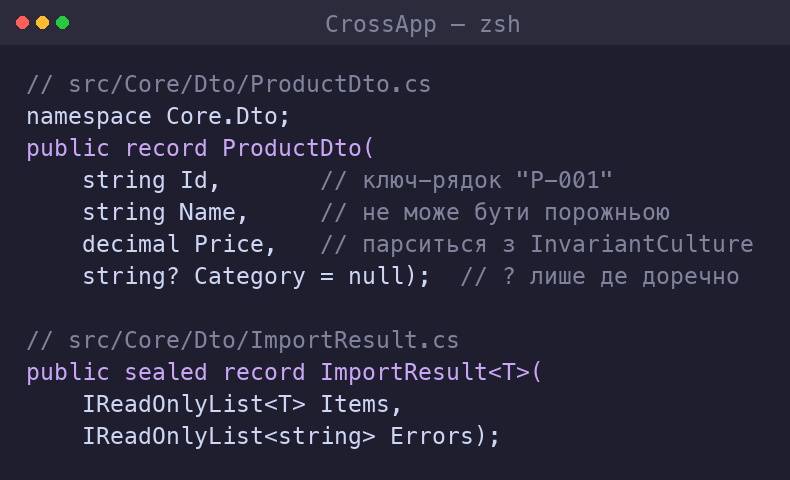 CrossApp — zsh
// src/Core/Dto/ProductDto.cs
namespace Core.Dto;
public record ProductDto(
    string Id,       // ключ—рядок "P—001"
    string Name,     // не може бути порожньою
    decimal Price,   // парситься з InvariantCulture
    string? Category = null);  // ? лише де доречно
// src/Core/Dto/ImportResult.cs
public sealed record ImportResult<T>(
    IReadOnlyList<T> Items,
    IReadOnlyList<string> Errors);